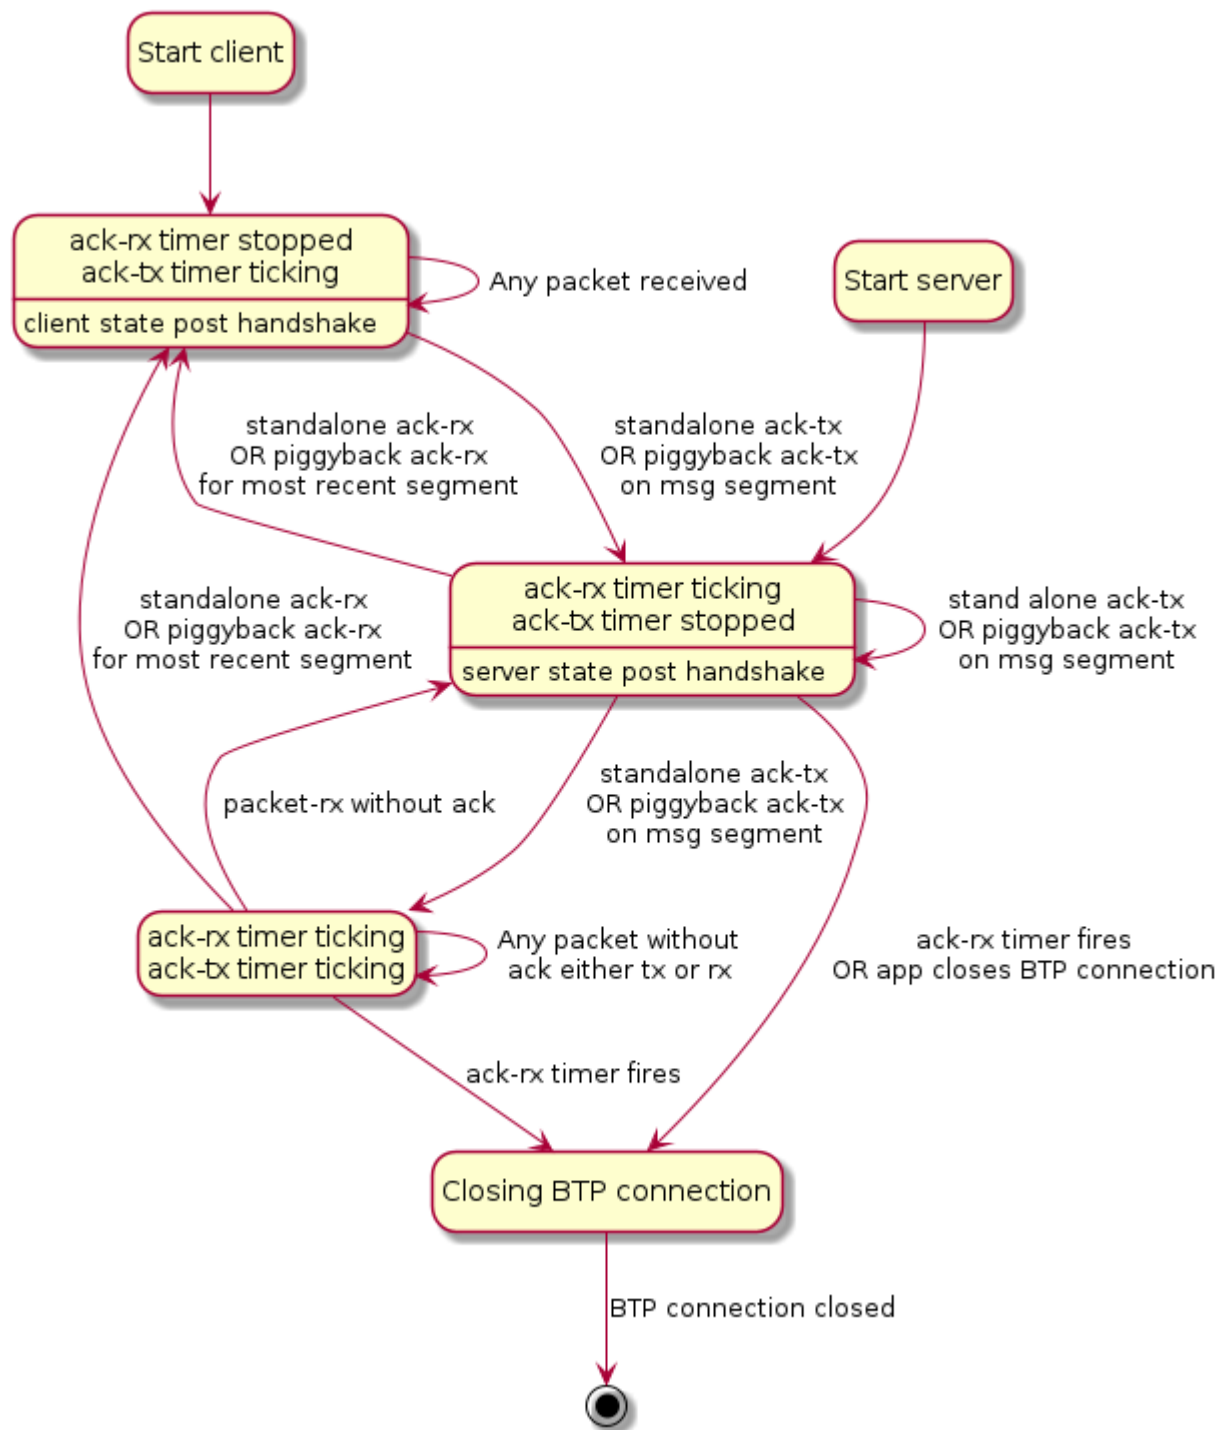 Start client
ack-rx timer stopped
ack-tx timer ticking
client state post handshake
Any packet received
Start server
standalone ack-rx
OR piggyback ack-rx
for most recent segment
standalone ack-tx
OR piggyback ack-tx
on msg segment
ack-rx timer ticking
ack-tx timer stopped
server state post handshake
stand alone ack-tx
OR piggyback ack-tx
on msg segment
standalone ack-rx
OR piggyback ack-rx
for most recent segment
packet-rx without ack
standalone ack-tx
OR piggyback ack-tx
on msg segment
ack-rx timer ticking
ack-tx timer ticking
Any packet without
ack either tx or rx
ack-rx timer fires
OR app closes BTP connection
ack-rx timer fires
Closing BTP connection
BTP connection closed